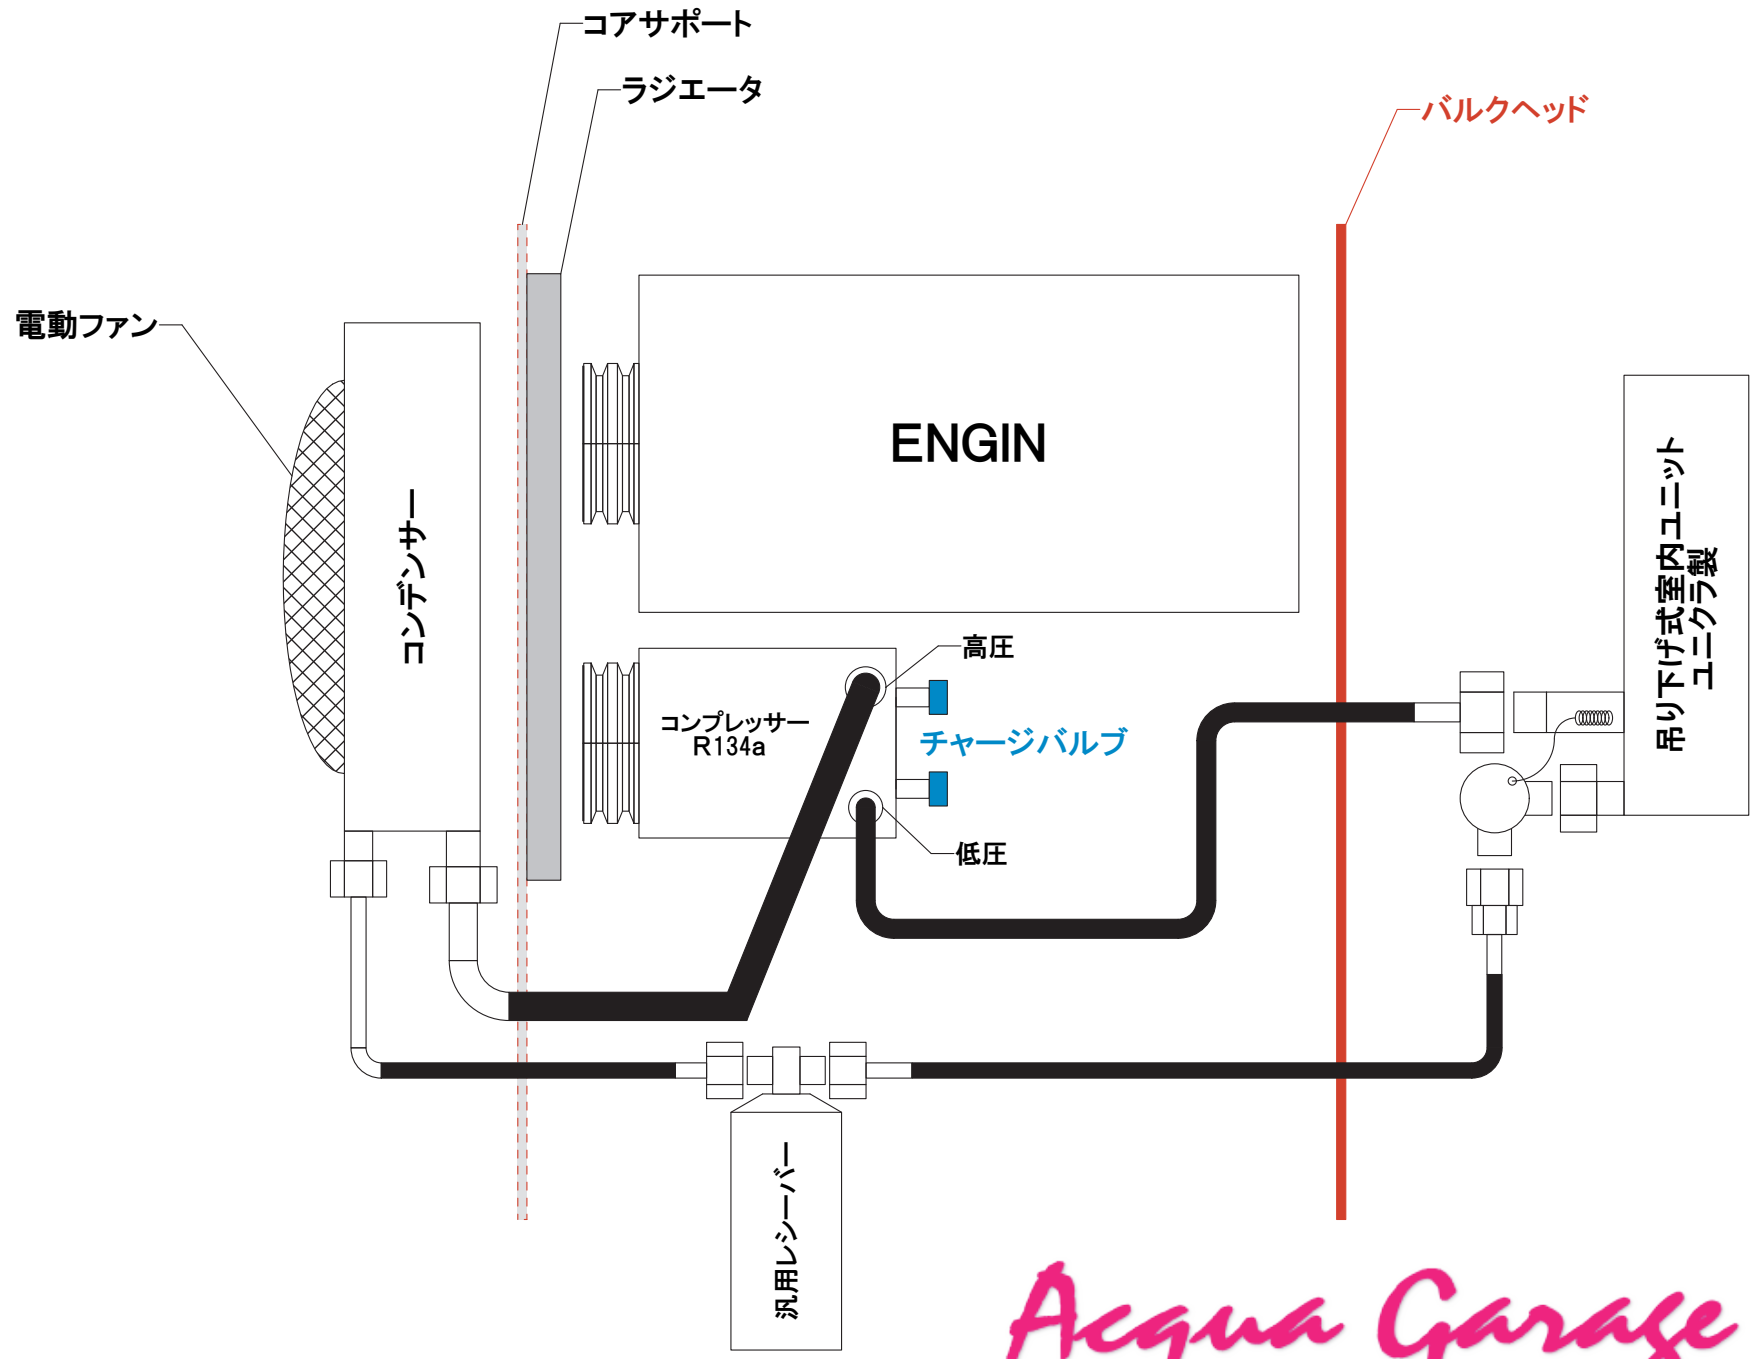 コアサポート
ラジエータ
バルクヘッド
電動ファン
ENGIN
コンデンサー
吊り下げ式室内ユニット
ユニクラ製
高圧
コンプレッサー
R134a
チャージバルブ
低圧
汎用レシーバー
Acqua Garage